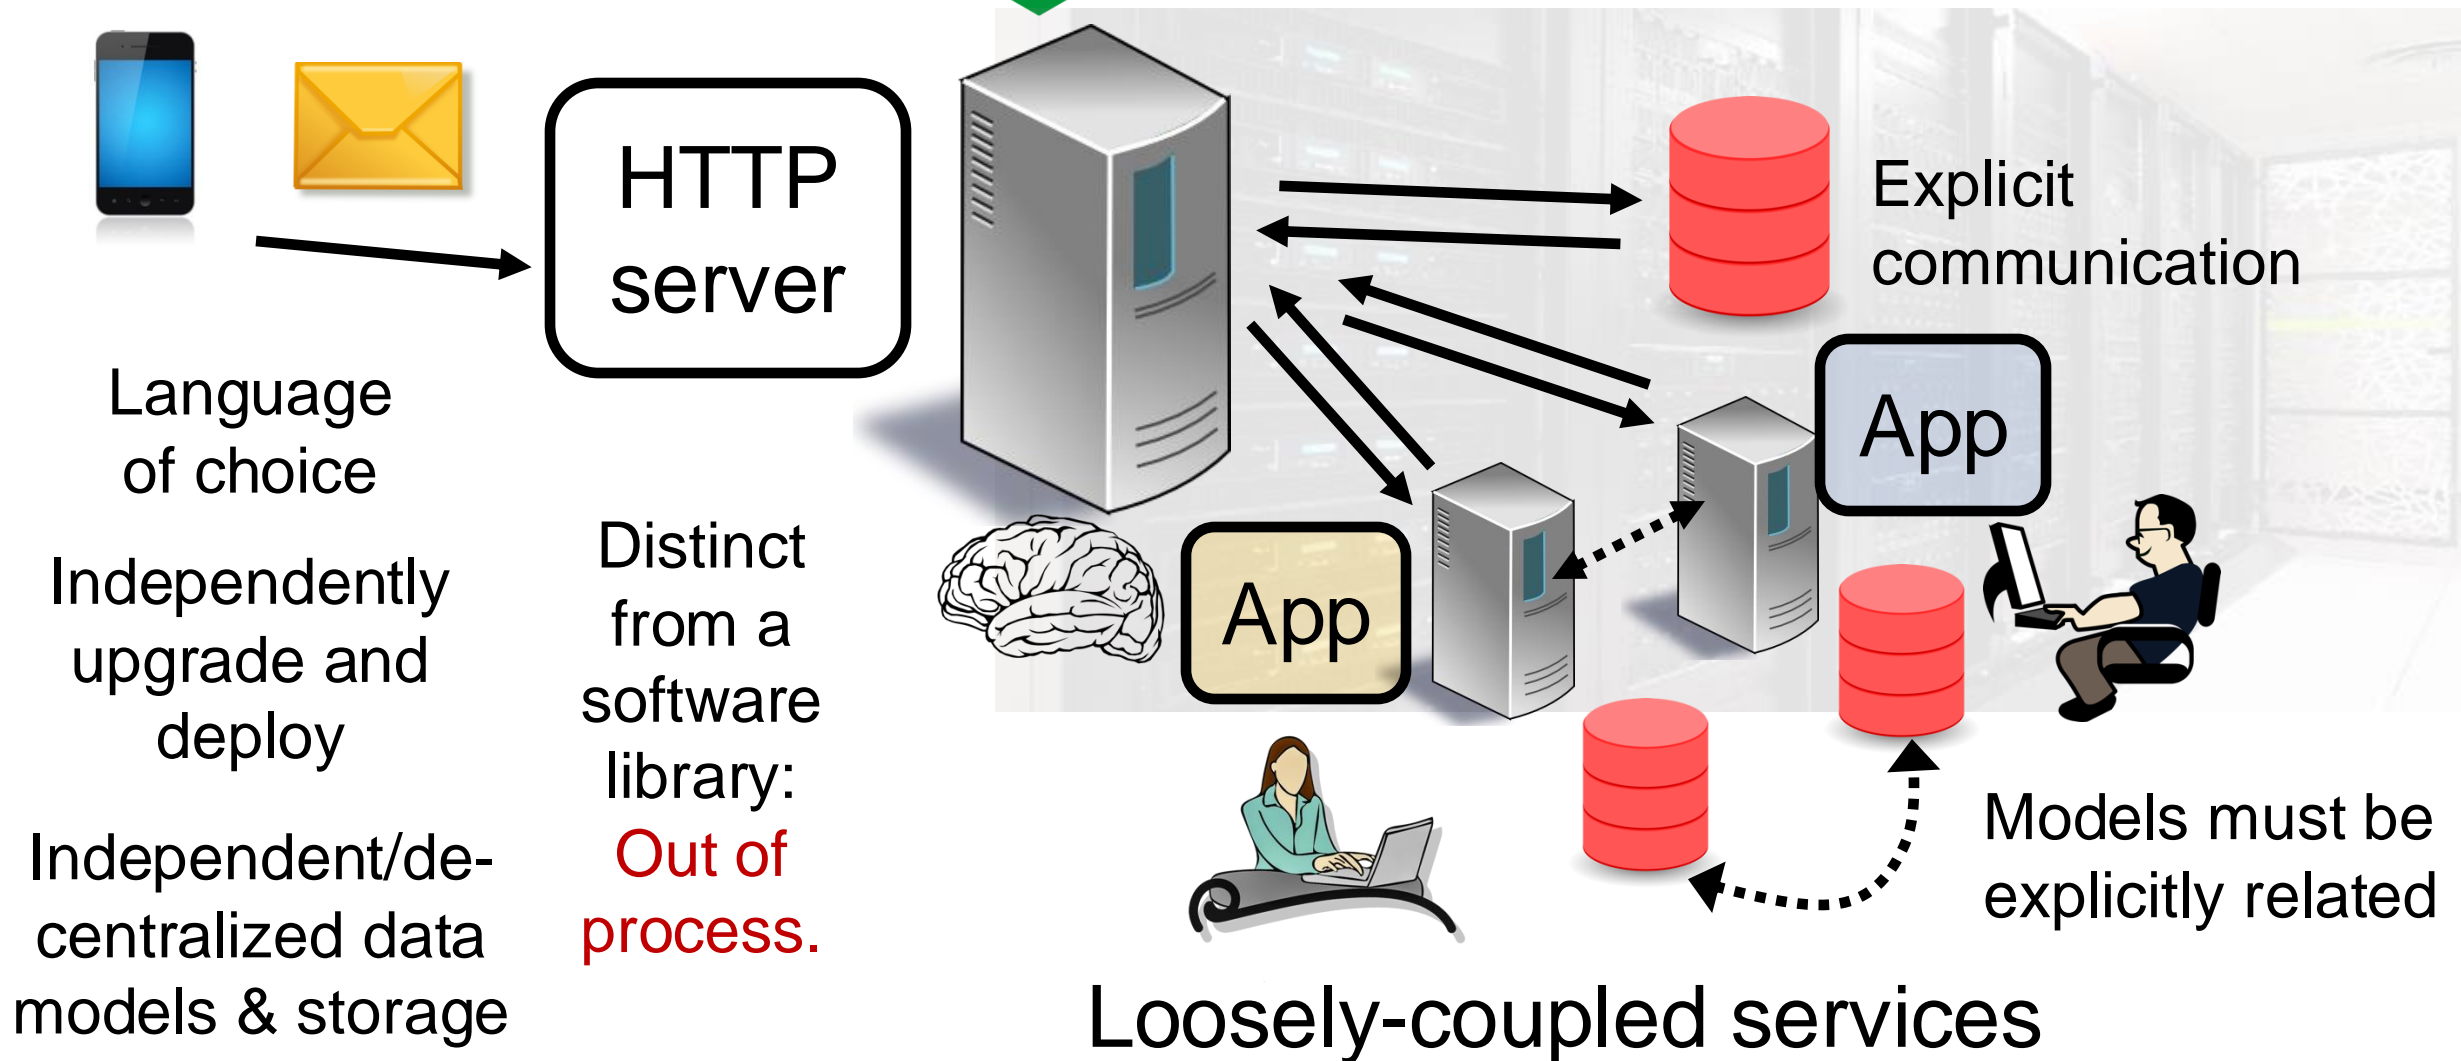 HTTP
server
Explicit
communication
App
App
Language
of choice
Independently
upgrade and
deploy
Independent/de-
centralized data
models & storage
Distinct
from a
software
library:
Out of
process.
Models must be
explicitly related
Loosely-coupled services